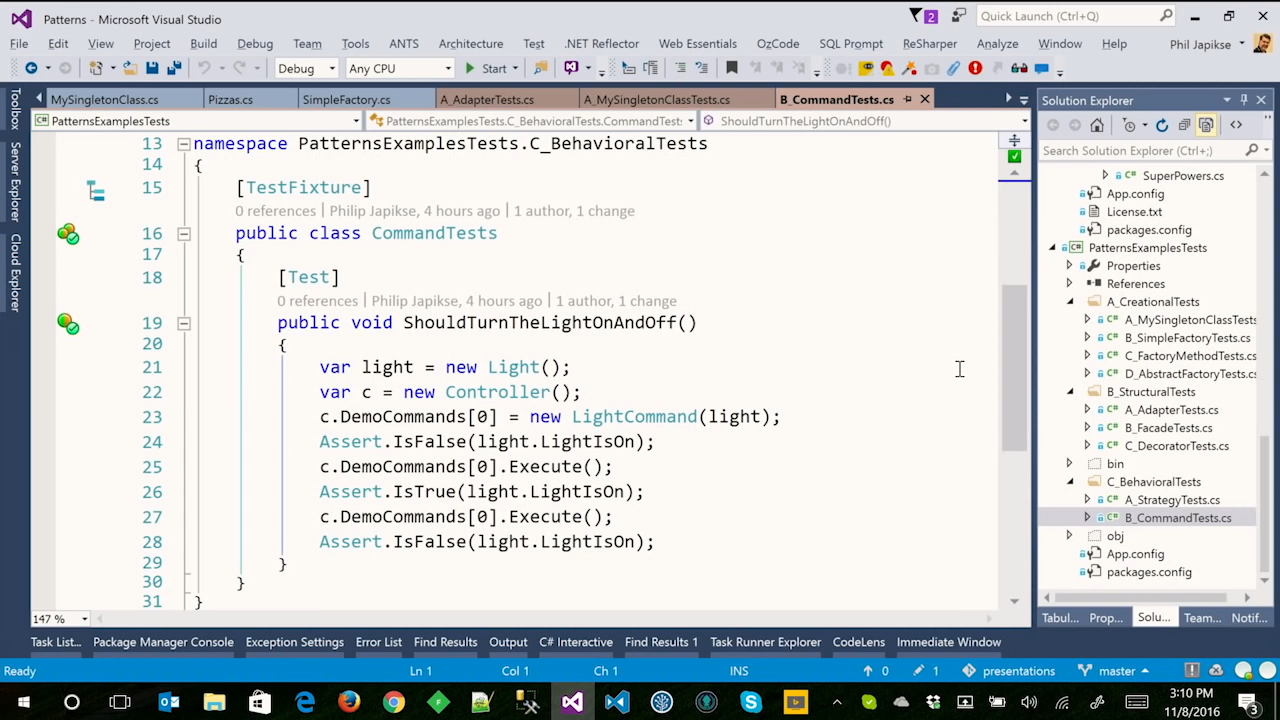 Patterns - Microsoft Visual Studio
2
Quick Launch (Ctrl+Q)
File Edit View Project Build Debug Team Tools ANTS Architecture Test .NET Reflector Web Essentials OzCode SQL Prompt ReSharper Analyze Window Help Phil Japikse
Debug Any CPU Start
MySingletonClass.cs Pizzas.cs SimpleFactory.cs A_AdapterTests.cs A_MySingletonClassTests.cs B_CommandTests.cs
PatternsExamplesTests PatternsExamplesTests.C_BehavioralTests.CommandTests ShouldTurnTheLightOnAndOff()
Toolbox
Server Explorer
Cloud Explorer
13 namespace PatternsExamplesTests.C_BehavioralTests
14 {
15 [TestFixture]
0 references | Philip Japikse, 4 hours ago | 1 author, 1 change
16 public class CommandTests
17 {
18 [Test]
0 references | Philip Japikse, 4 hours ago | 1 author, 1 change
19 public void ShouldTurnTheLightOnAndOff()
20 {
21 var light = new Light();
22 var c = new Controller();
23 c.DemoCommands[0] = new LightCommand(light);
24 Assert.IsFalse(light.LightIsOn);
25 c.DemoCommands[0].Execute();
26 Assert.IsTrue(light.LightIsOn);
27 c.DemoCommands[0].Execute();
28 Assert.IsFalse(light.LightIsOn);
29 }
30 }
31 }
147 %
Solution Explorer
Search Solution Explorer (Ctrl+;)
C# SuperPowers.cs
App.config
License.txt
packages.config
C# PatternsExamplesTests
Properties
References
A_CreationalTests
C# A_MySingletonClassTests
C# B_SimpleFactoryTests.cs
C# C_FactoryMethodTests.cs
C# D_AbstractFactoryTests.cs
B_StructuralTests
C# A_AdapterTests.cs
C# B_FacadeTests.cs
C# C_DecoratorTests.cs
bin
C_BehavioralTests
C# A_StrategyTests.cs
C# B_CommandTests.cs
obj
App.config
packages.config
Tabul... Prop... Solu... Team... Notif...
Task List... Package Manager Console Exception Settings Error List Find Results Output C# Interactive Find Results 1 Task Runner Explorer CodeLens Immediate Window
Ready Ln 1 Col 1 Ch 1 INS 0 1 presentations master
3:10 PM
11/8/2016
3